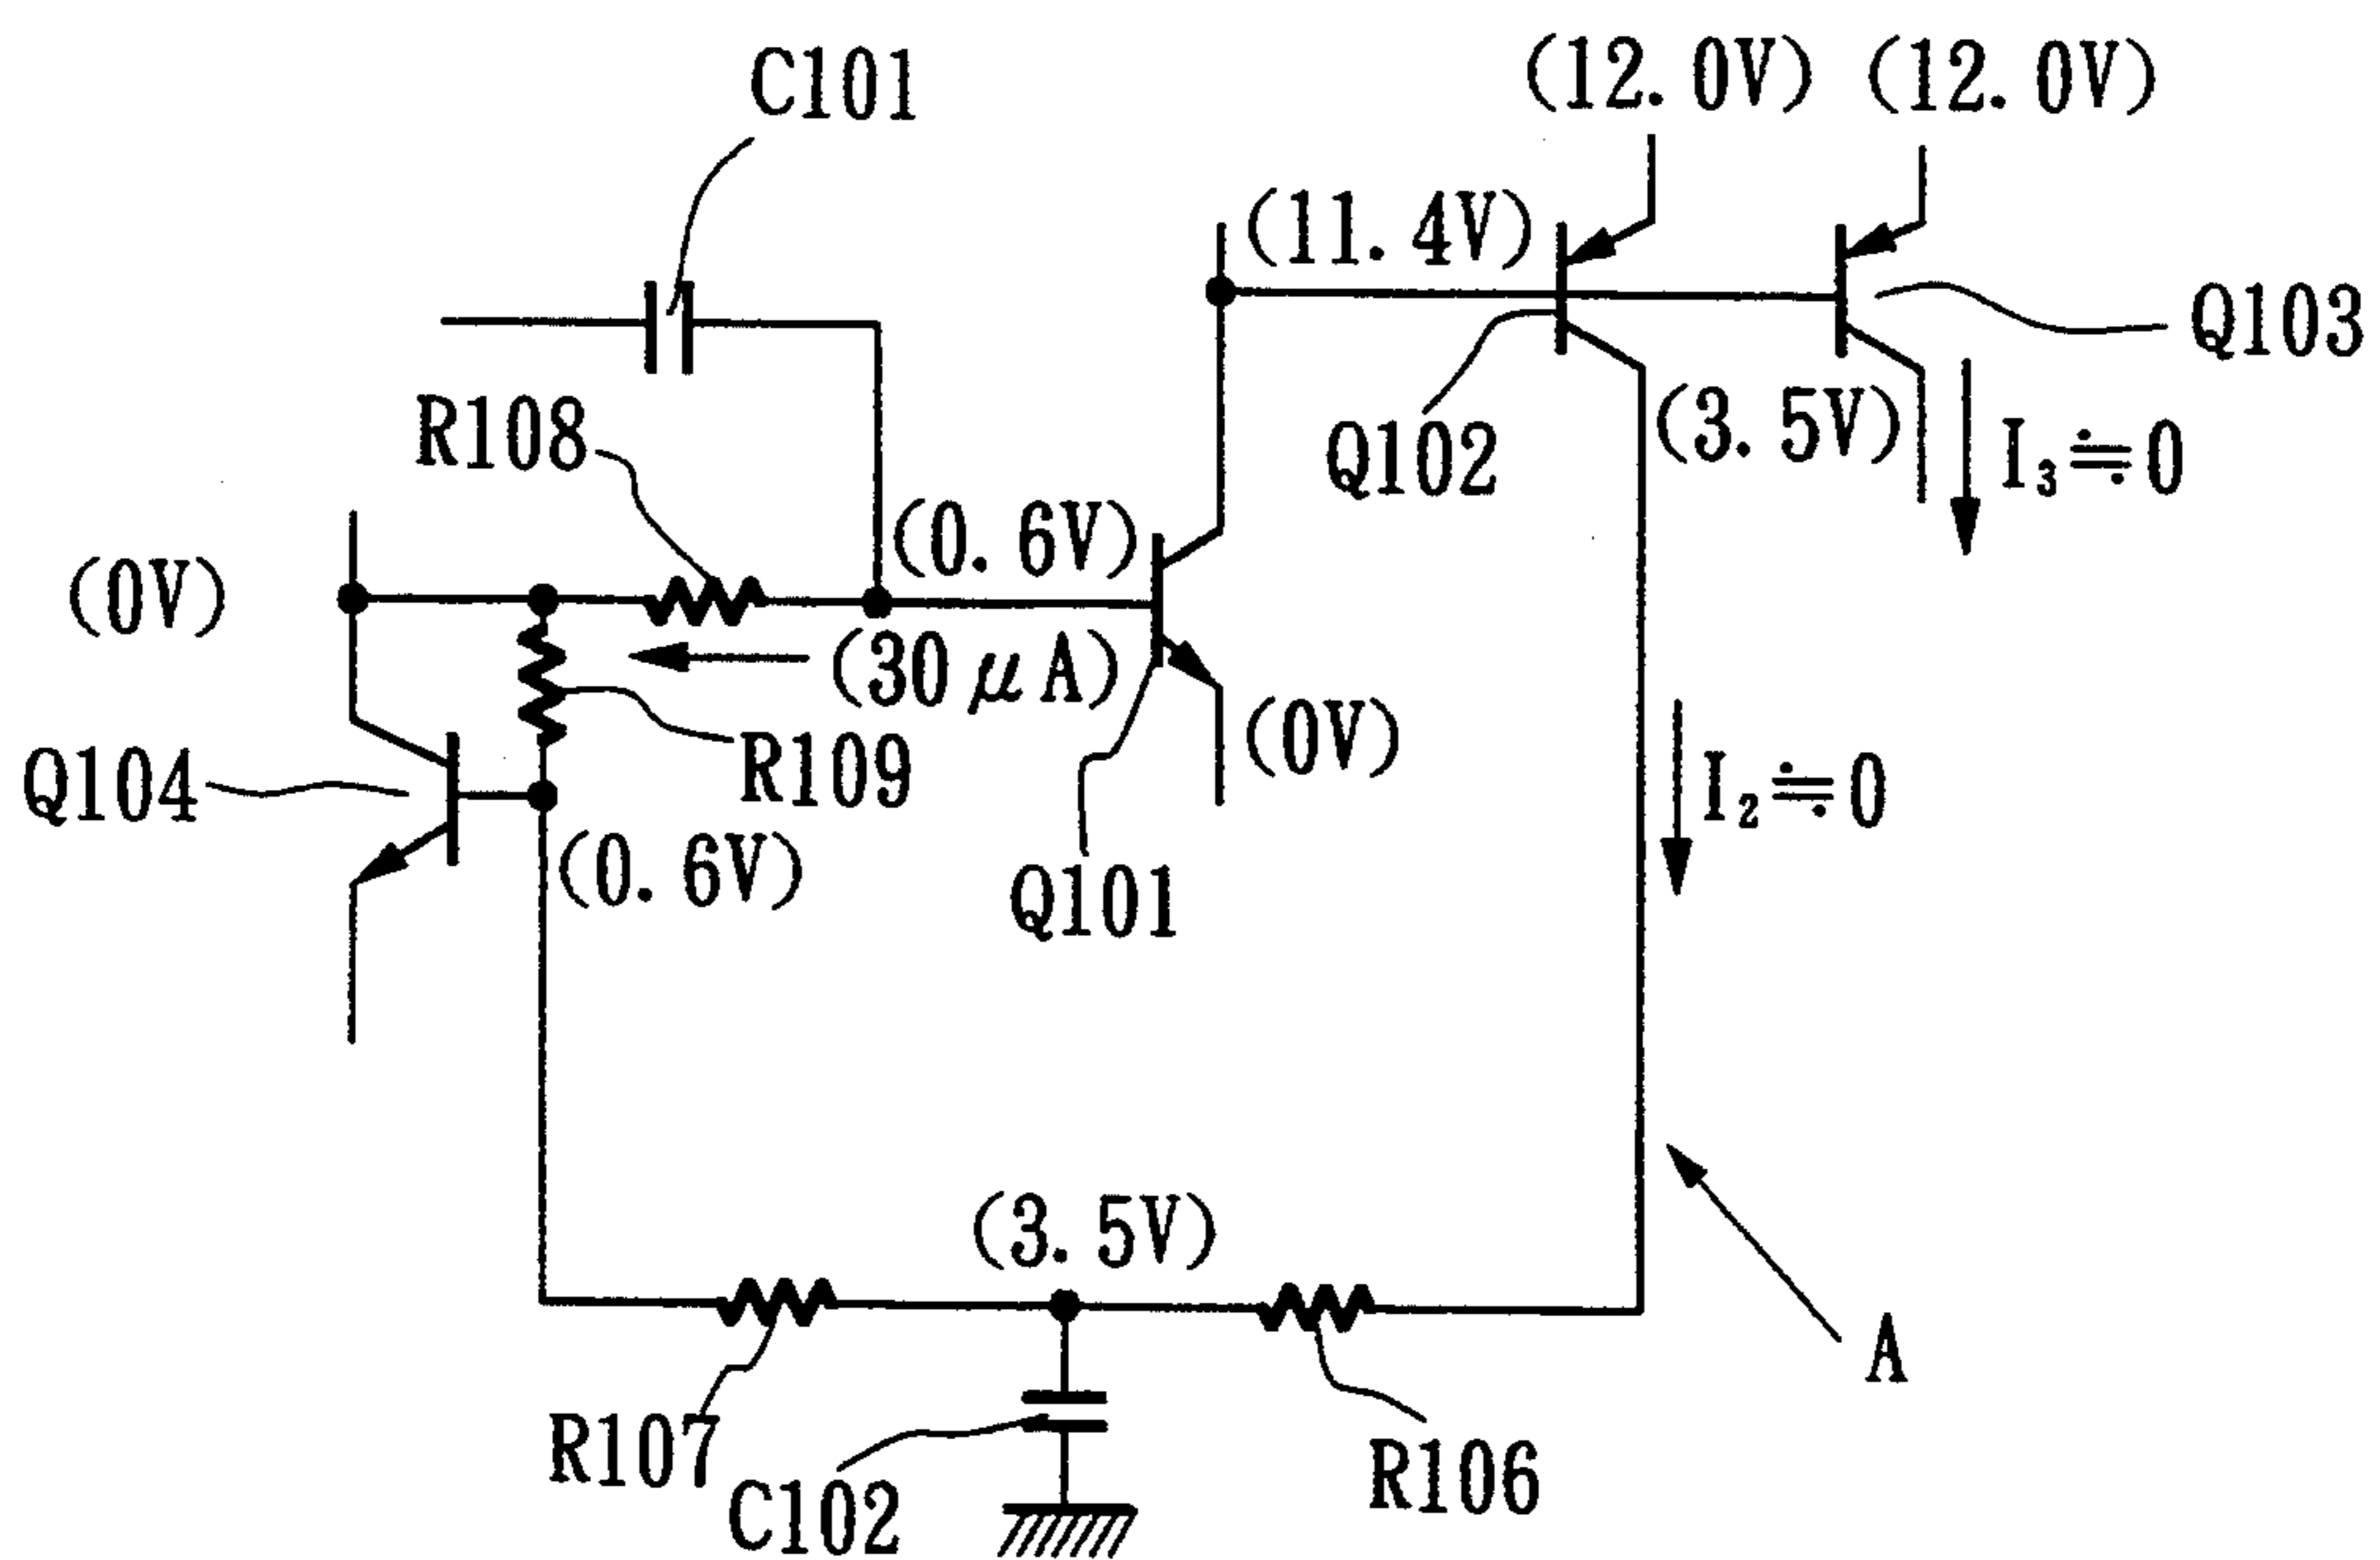 C101
(12. 0V) (12. 0V)
(11. 4V)
Q103
R108
Q102
(3. 5V)
I₃≒0
(0. 6V)
(0V)
(30μA)
R109
(0V)
Q104
I₂≒0
(0. 6V)
Q101
(3. 5V)
A
R107
R106
C102